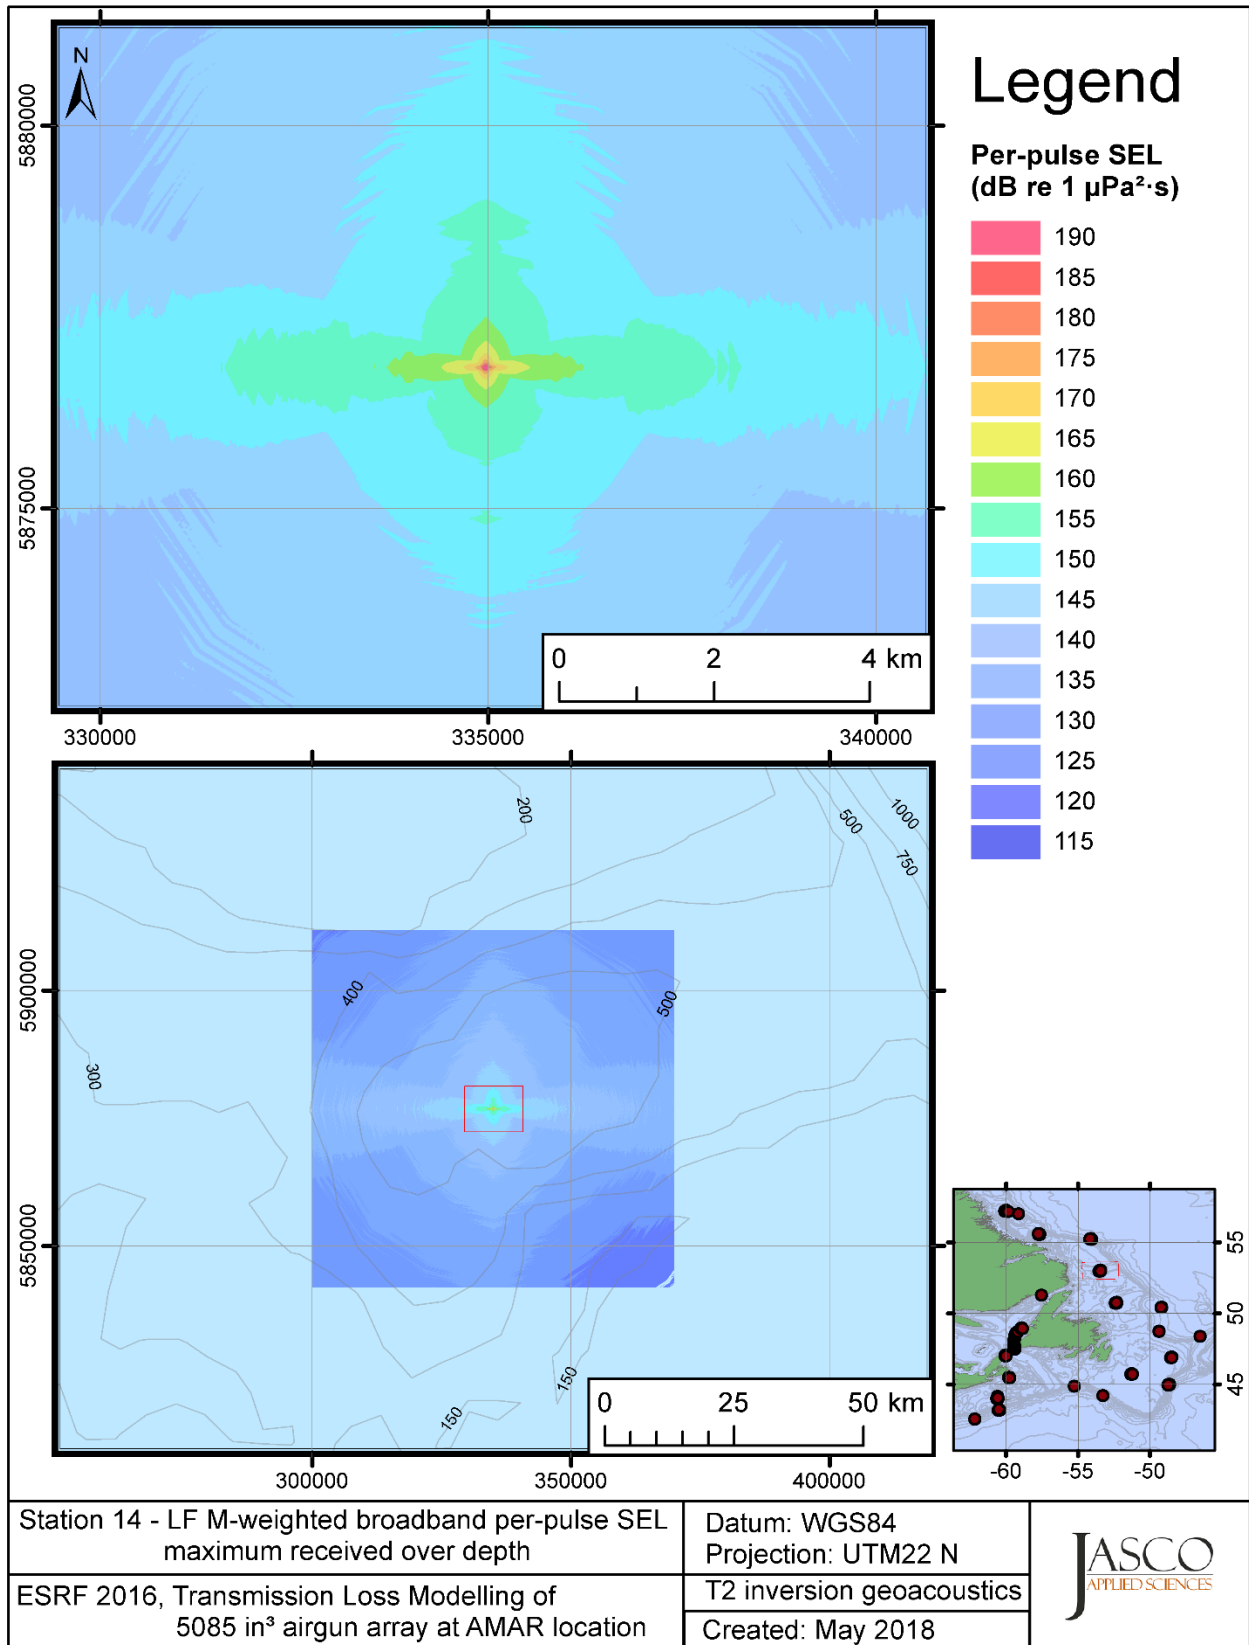 N
5880000
5875000
330000
335000
340000
0
2
4 km
Legend
Per-pulse SEL
(dB re 1 µPa²·s)
190
185
180
175
170
165
160
155
150
145
140
135
130
125
120
115
200
500
1000
750
400
500
300
150
150
5900000
5850000
0
25
50 km
300000
350000
400000
55
50
45
-60
-55
-50
Station 14 - LF M-weighted broadband per-pulse SEL
maximum received over depth
ESRF 2016, Transmission Loss Modelling of
5085 in³ airgun array at AMAR location
Datum: WGS84
Projection: UTM22 N
T2 inversion geoacoustics
Created: May 2018
JASCO
APPLIED SCIENCES